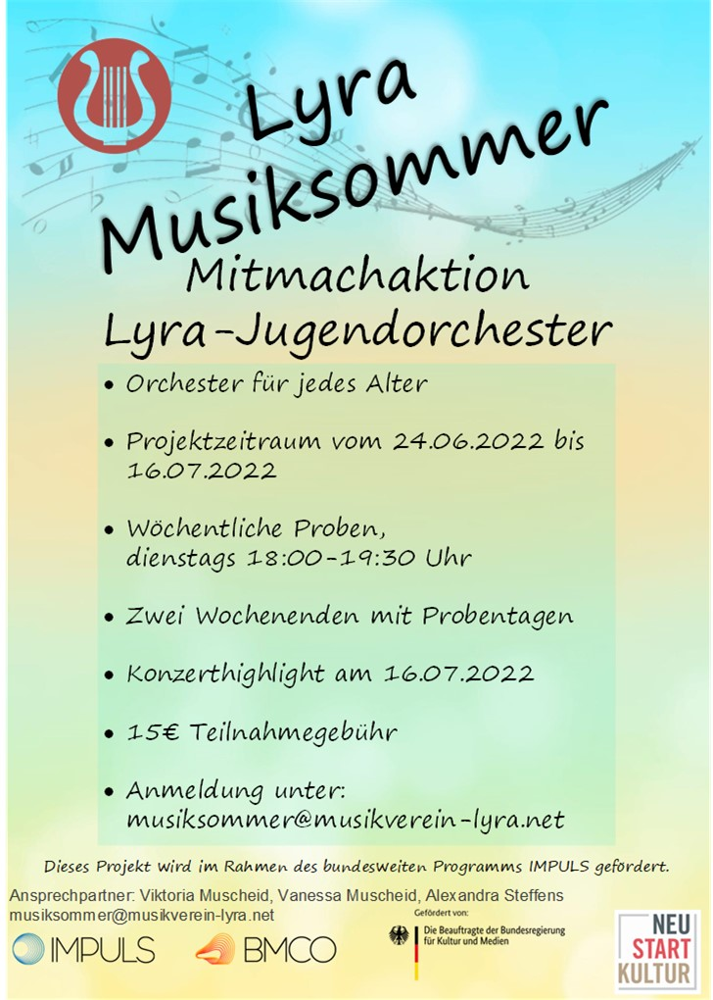 Lyra
Musiksommer
Mitmachaktion
Lyra-Jugendorchester
• Orchester für jedes Alter
• Projektzeitraum vom 24.06.2022 bis
16.07.2022
• Wöchentliche Proben,
dienstags 18:00-19:30 Uhr
• Zwei Wochenenden mit Probentagen
• Konzerthighlight am 16.07.2022
• 15€ Teilnahmegebühr
• Anmeldung unter:
musiksommer@musikverein-lyra.net
Dieses Projekt wird im Rahmen des bundesweiten Programms IMPULS gefördert.
Ansprechpartner: Viktoria Muscheid, Vanessa Muscheid, Alexandra Steffens
musiksommer@musikverein-lyra.net
IMPULS
BMCO
Gefördert von:
Die Beauftragte der Bundesregierung
für Kultur und Medien
NEU
START
KULTUR